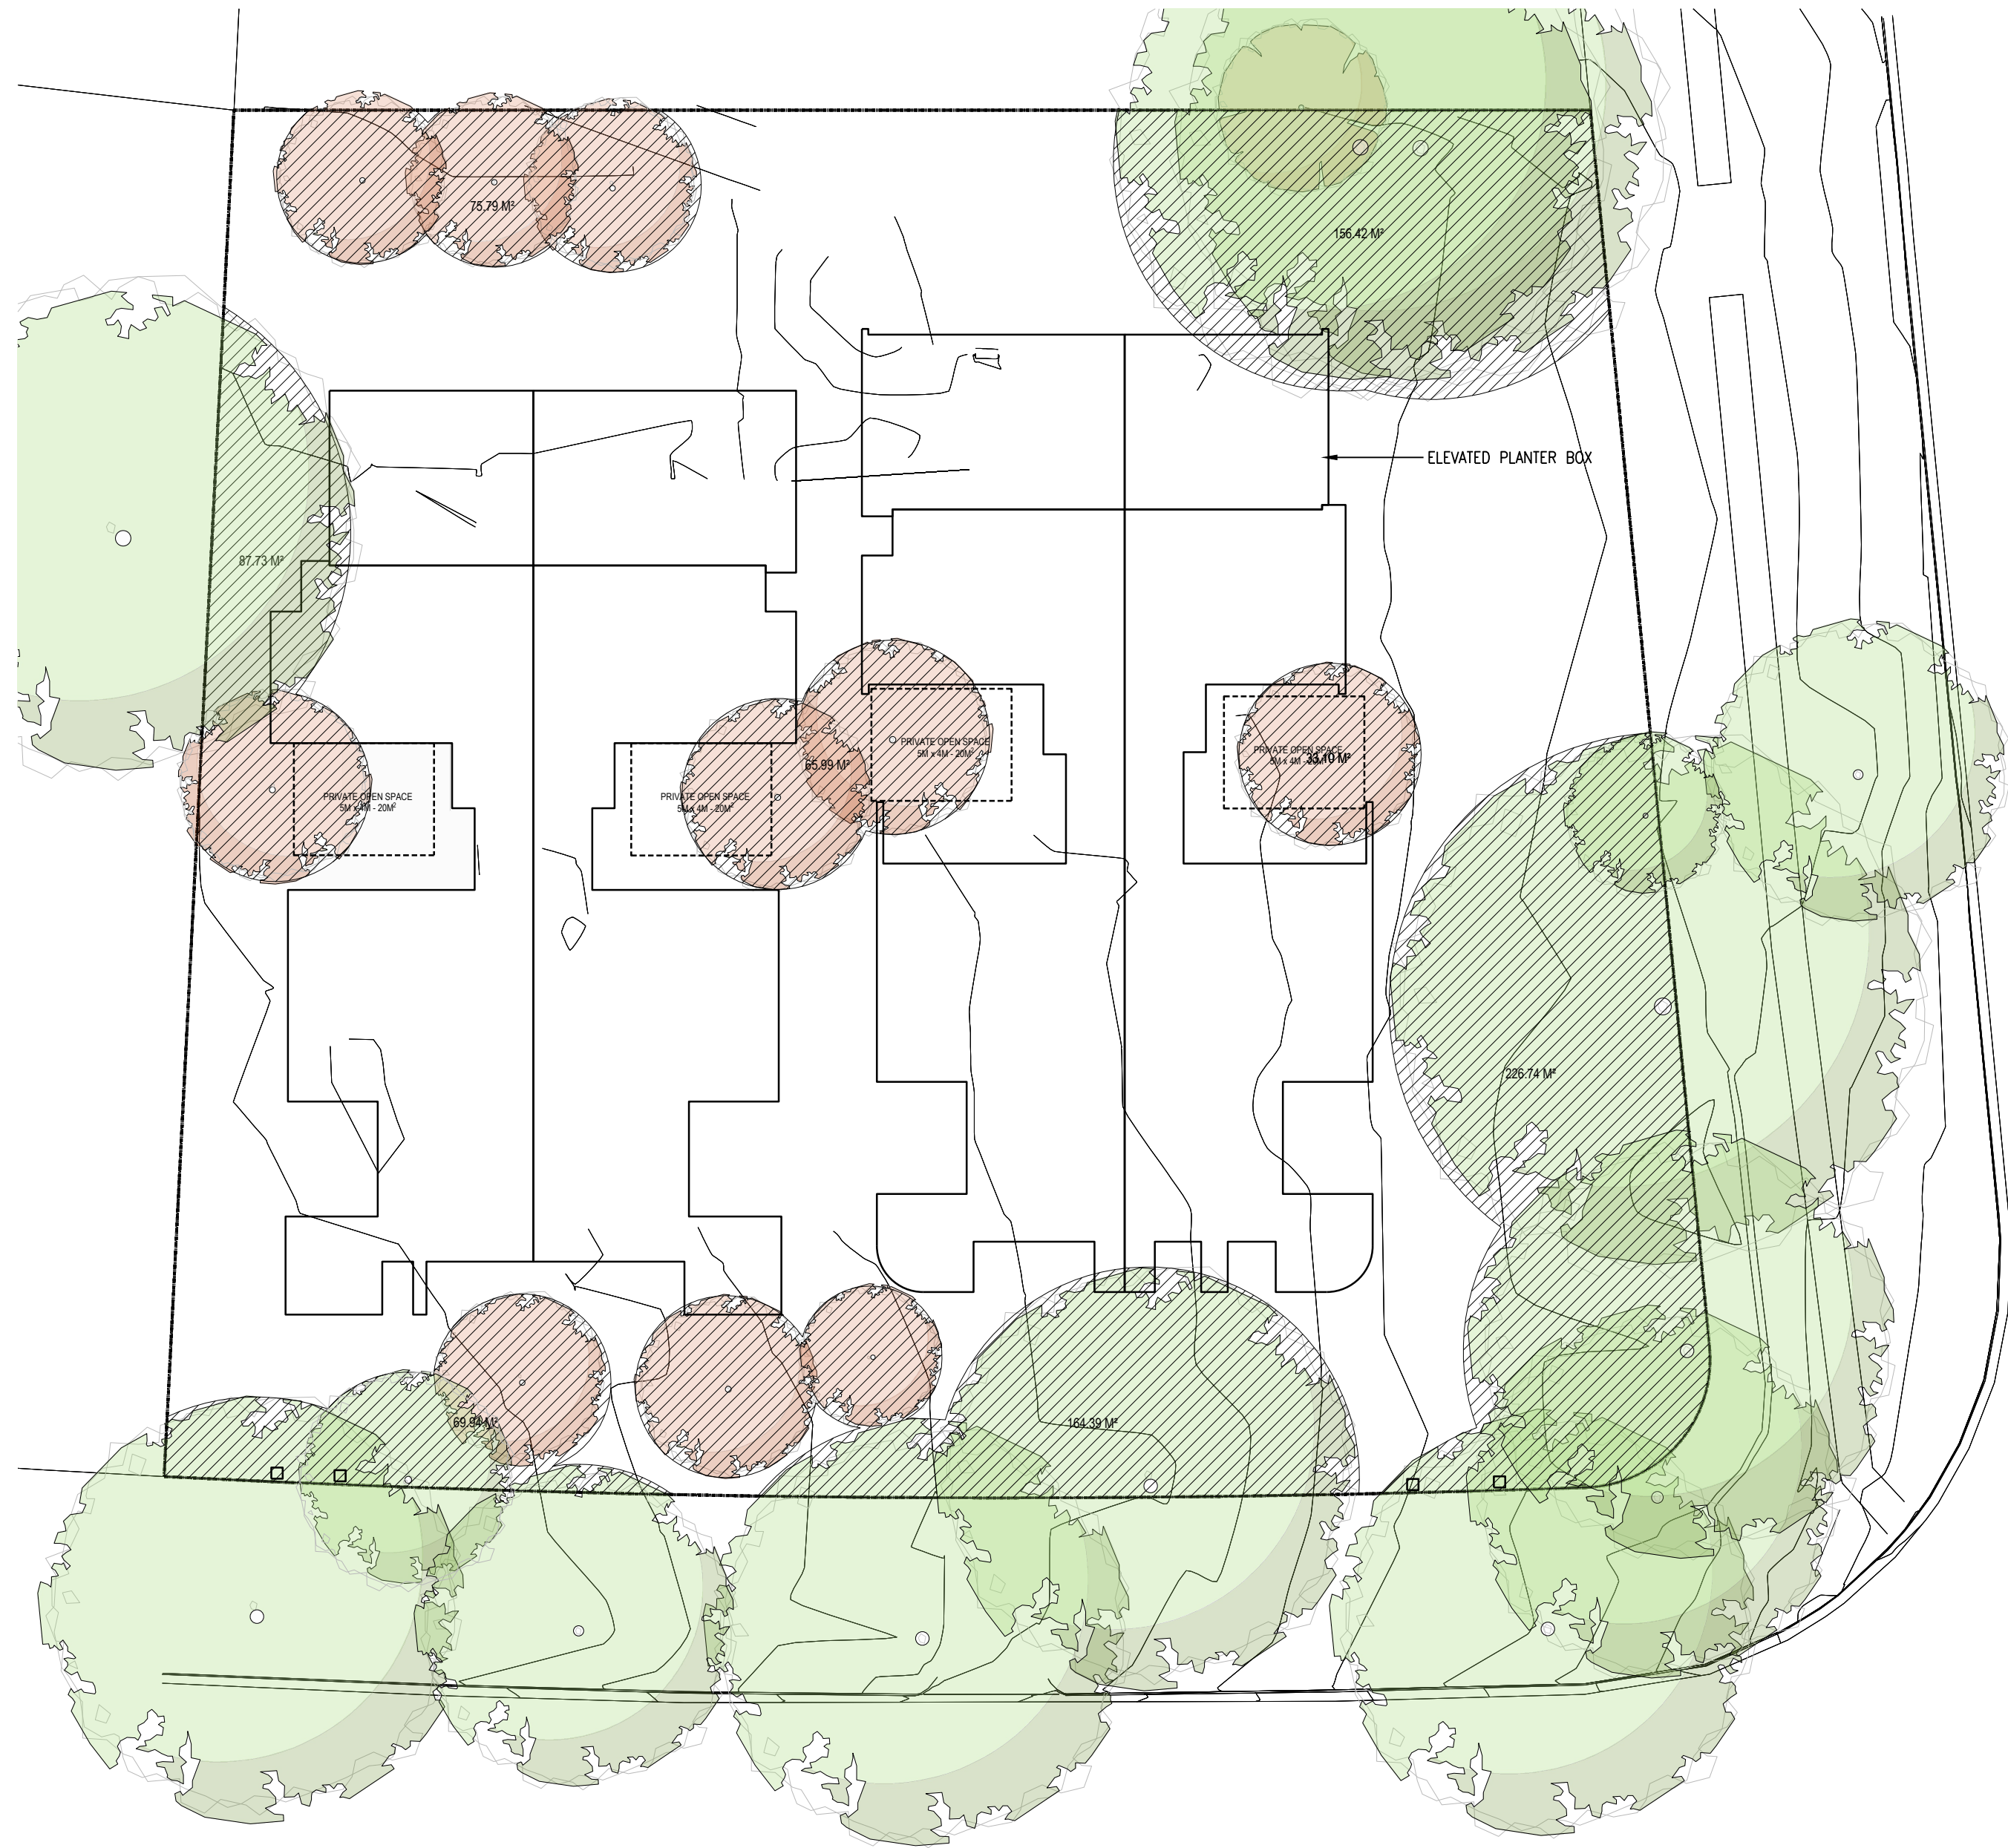 75.79 M²
156.42 M²
ELEVATED PLANTER BOX
87.73 M²
PRIVATE OPEN SPACE
5M x 4M - 20M²
65.99 M²
PRIVATE OPEN SPACE
5M x 4M - 20M²
33.10 M²
PRIVATE OPEN SPACE
5M x 4M - 20M²
PRIVATE OPEN SPACE
5M x 4M - 20M²
226.74 M²
69.94 M²
164.39 M²